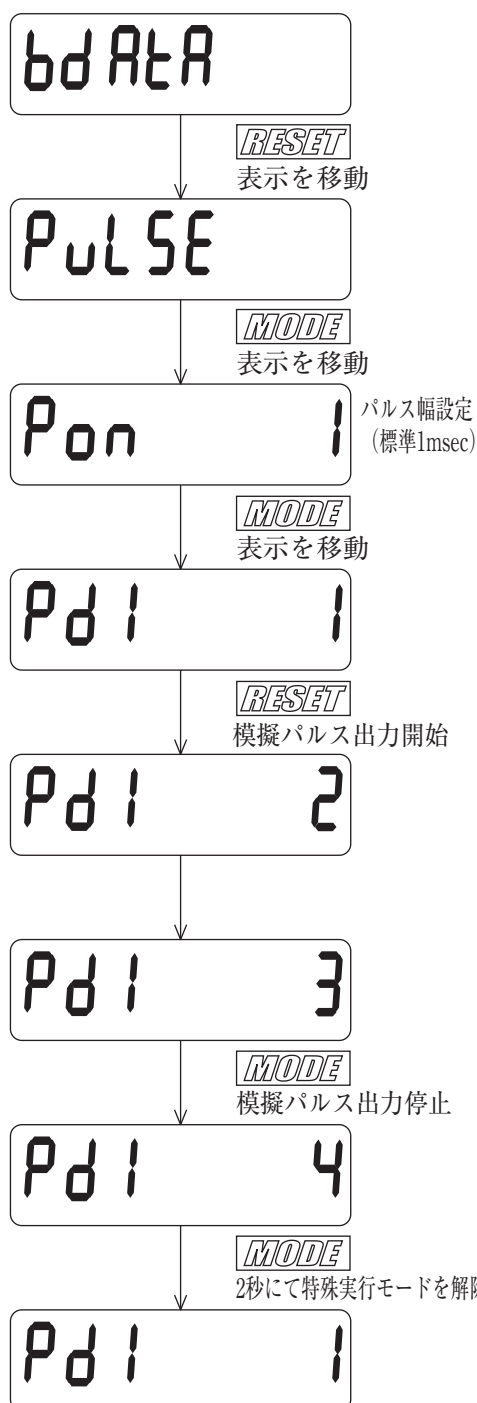 bdAtA
RESET
表示を移動
PuLSE
MODE
表示を移動
Pon 1
パルス幅設定
（標準1msec）
MODE
表示を移動
Pd1 1
RESET
模擬パルス出力開始
Pd1 2
Pd1 3
MODE
模擬パルス出力停止
Pd1 4
MODE
2秒にて特殊実行モードを解除
Pd1 1